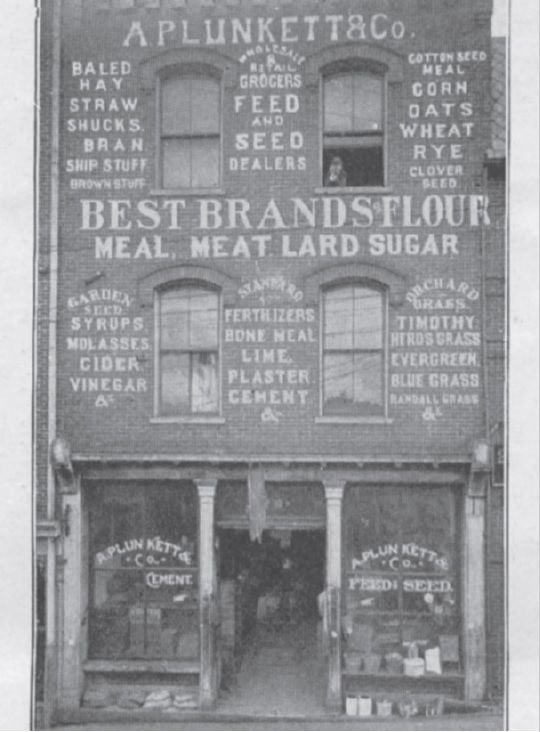 A PLUNKETT & Co.
BALED
HAY
STRAW
SHUCKS.
BRAN
SHIP STUFF
BROWN STUFF
WHOLESALE
&
RETAIL
GROCERS
FEED
AND
SEED
DEALERS
COTTON SEED
MEAL
CORN
OATS
WHEAT
RYE
CLOVER
SEED.
BEST BRANDS FLOUR
MEAL, MEAT LARD SUGAR
GARDEN
SEED.
SYRUPS
MOLASSES.
CIDER
VINEGAR
&c
STANDARD
FERTILIZERS
BONE MEAL
LIME.
PLASTER
CEMENT
&c
ORCHARD
GRASS.
TIMOTHY.
HERDS GRASS
EVERGREEN.
BLUE GRASS
RANDALL GRASS
&c
A PLUNKETT &
Co.
CEMENT.
A PLUNKETT &
Co.
FEED & SEED.